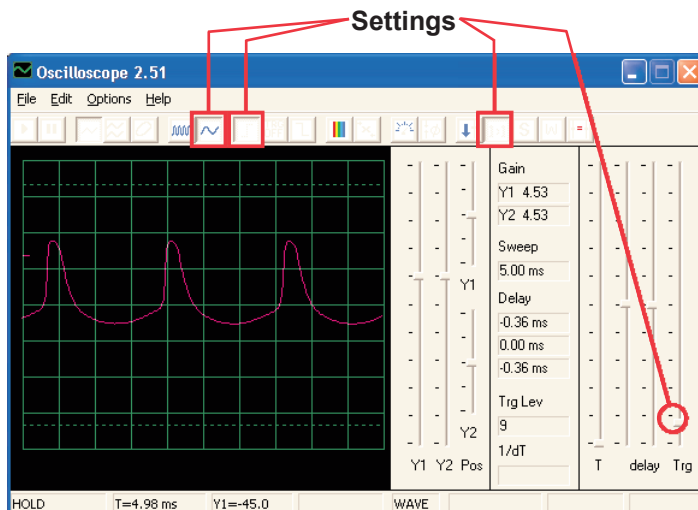 Settings
Oscilloscope 2.51
File Edit Options Help
Gain
Y1 4.53
Y2 4.53
Sweep
5.00 ms
Delay
-0.36 ms
0.00 ms
-0.36 ms
Trg Lev
9
1/dT
Y1
Y2
Y1 Y2 Pos
T delay Trg
HOLD T=4.98 ms Y1=-45.0 WAVE